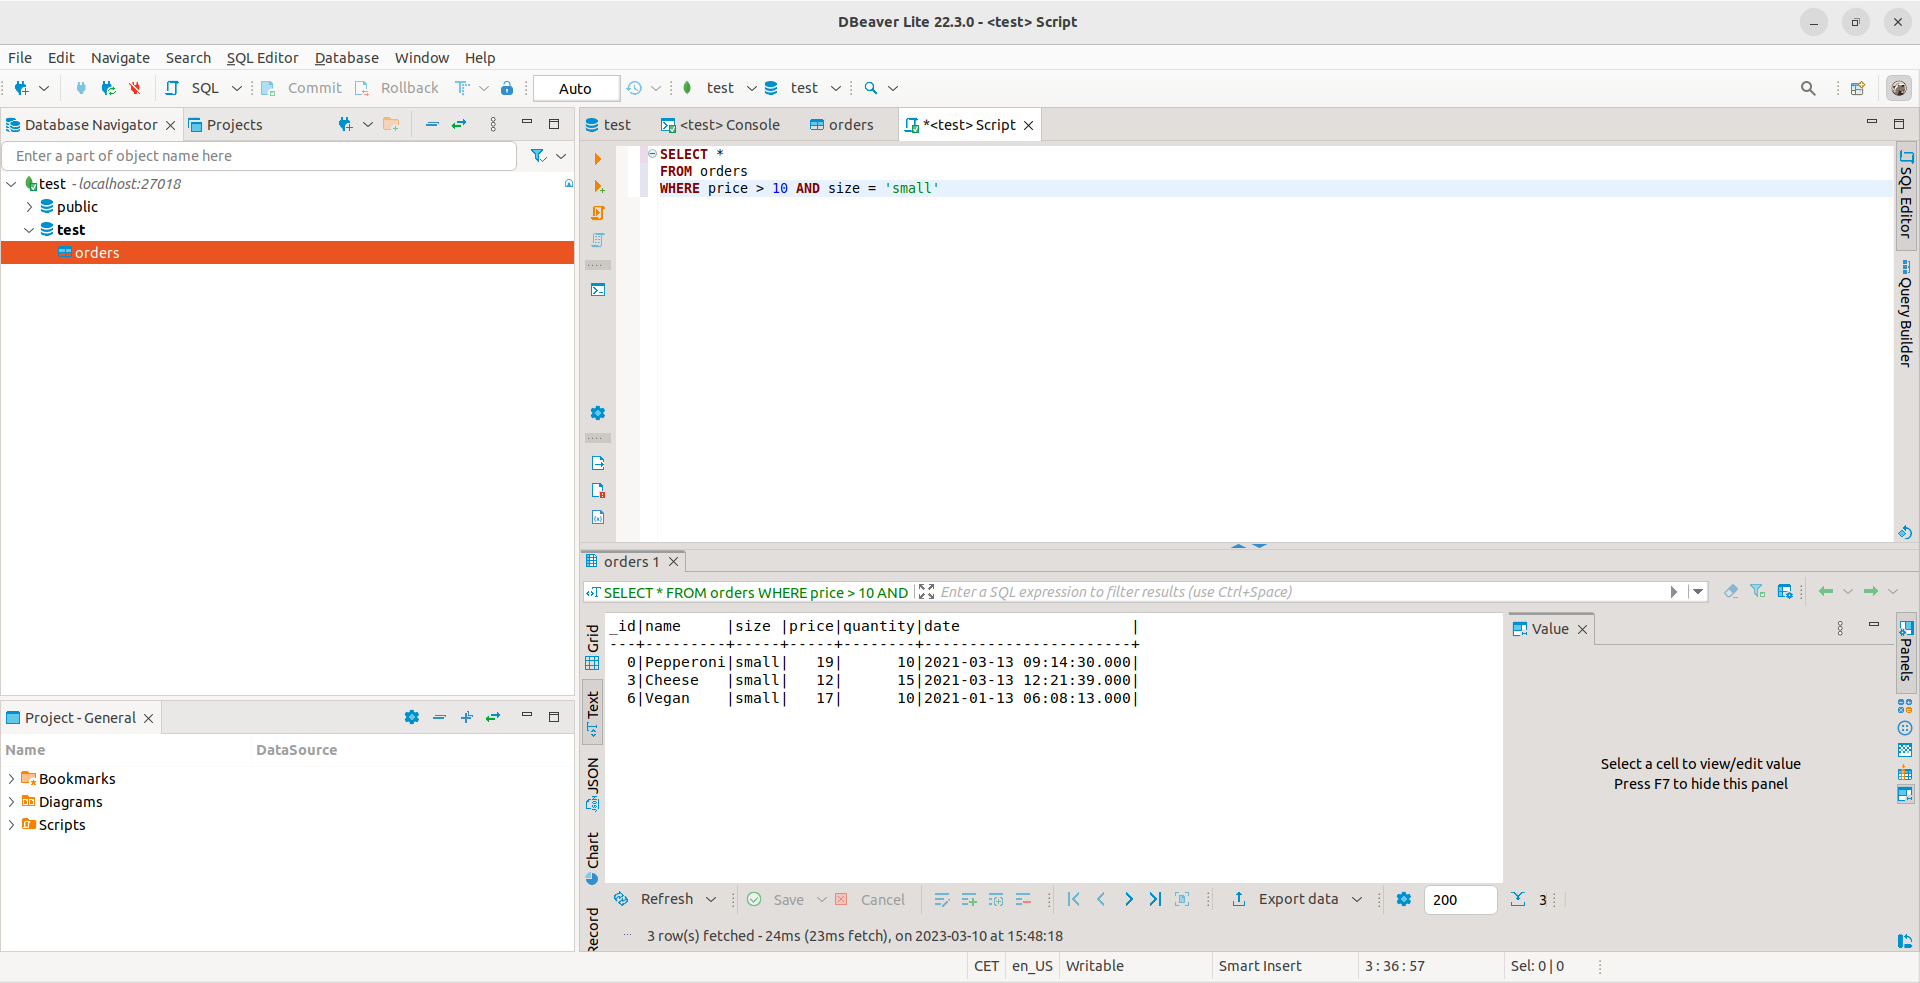 DBeaver Lite 22.3.0 - <test> Script
File Edit Navigate Search SQL Editor Database Window Help
SQL Commit Rollback Auto test test
Database Navigator Projects
Enter a part of object name here
test - localhost:27018
public
test
orders
Project - General
Name DataSource
Bookmarks
Diagrams
Scripts
test <test> Console orders *<test> Script
SELECT *
FROM orders
WHERE price > 10 AND size = 'small'
SQL Editor
Query Builder
orders 1
SELECT * FROM orders WHERE price > 10 AND Enter a SQL expression to filter results (use Ctrl+Space)
Grid
Text
JSON
Chart
Record
_id|name     |size |price|quantity|date                   |
---+---------+-----+-----+--------+-----------------------+
  0|Pepperoni|small|   19|      10|2021-03-13 09:14:30.000|
  3|Cheese   |small|   12|      15|2021-03-13 12:21:39.000|
  6|Vegan    |small|   17|      10|2021-01-13 06:08:13.000|
Value
Select a cell to view/edit value
Press F7 to hide this panel
Panels
Refresh Save Cancel Export data 200 3
3 row(s) fetched - 24ms (23ms fetch), on 2023-03-10 at 15:48:18
CET en_US Writable Smart Insert 3 : 36 : 57 Sel: 0 | 0